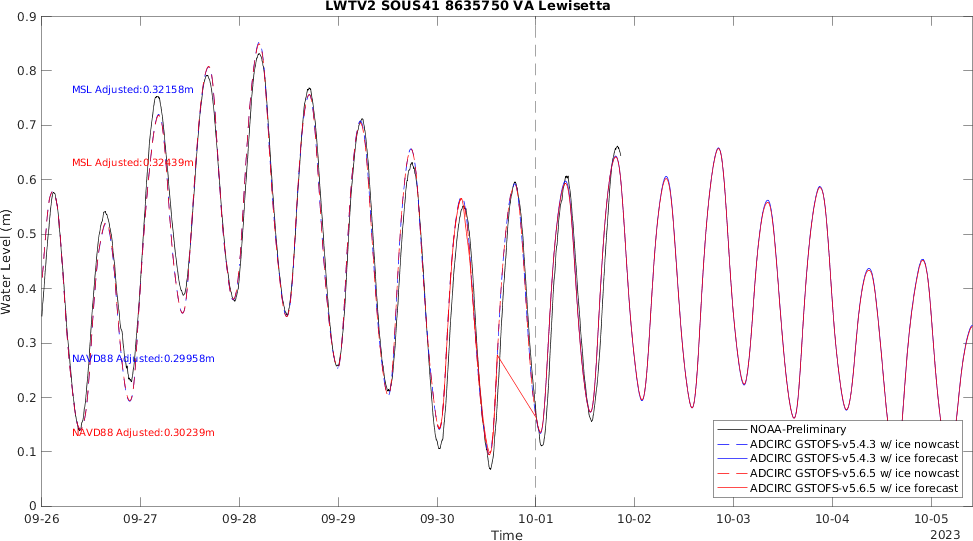 LWTV2 SOUS41 8635750 VA Lewisetta
0.9
0.8
0.7
0.6
0.5
0.4
0.3
0.2
0.1
0
Water Level (m)
MSL Adjusted:0.32158m
MSL Adjusted:0.32439m
NAVD88 Adjusted:0.29958m
NAVD88 Adjusted:0.30239m
NOAA-Preliminary
ADCIRC GSTOFS-v5.4.3 w/ ice nowcast
ADCIRC GSTOFS-v5.4.3 w/ ice forecast
ADCIRC GSTOFS-v5.6.5 w/ ice nowcast
ADCIRC GSTOFS-v5.6.5 w/ ice forecast
09-26 09-27 09-28 09-29 09-30 10-01 10-02 10-03 10-04 10-05
Time
2023